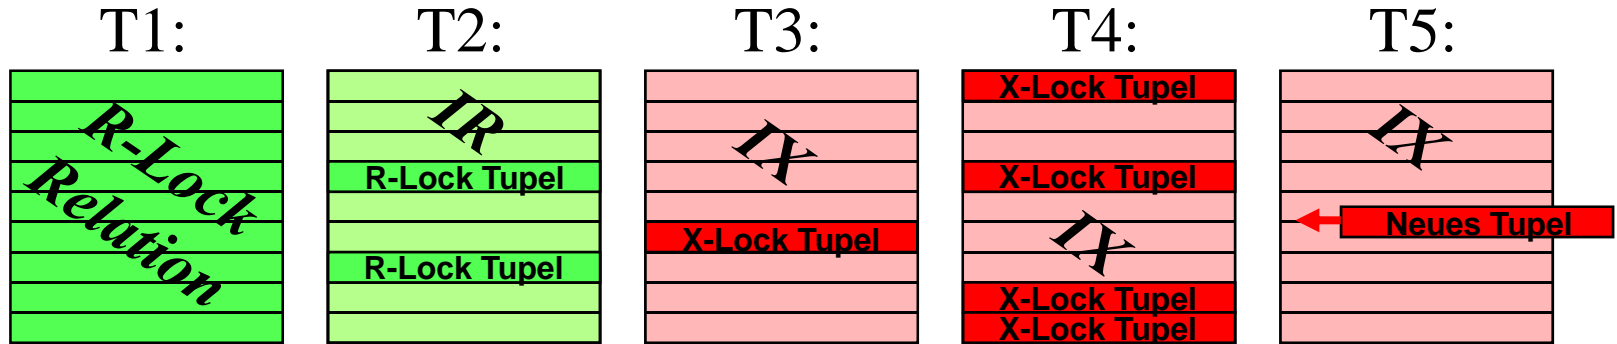 T1:
T2:
T3:
T4:
T5:
R-Lock
Relation
IR
R-Lock Tupel
R-Lock Tupel
IX
X-Lock Tupel
X-Lock Tupel
X-Lock Tupel
IX
X-Lock Tupel
X-Lock Tupel
IX
Neues Tupel